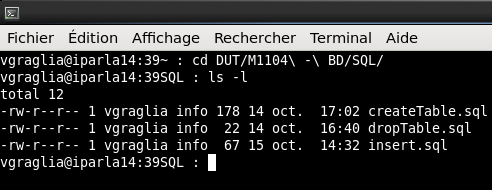 Fichier Édition Affichage Rechercher Terminal Aide
vgraglia@iparla14:39~ : cd DUT/M1104\ -\ BD/SQL/
vgraglia@iparla14:39SQL : ls -l
total 12
-rw-r--r-- 1 vgraglia info 178 14 oct.  17:02 createTable.sql
-rw-r--r-- 1 vgraglia info  22 14 oct.  16:40 dropTable.sql
-rw-r--r-- 1 vgraglia info  67 15 oct.  14:32 insert.sql
vgraglia@iparla14:39SQL :